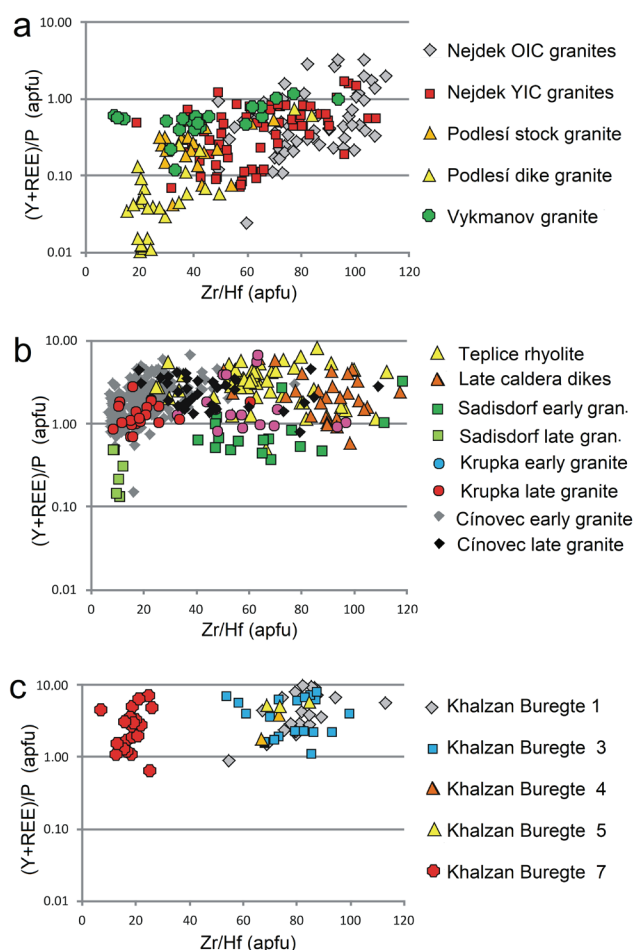 a
(Y+REE)/P (apfu)
10.00
1.00
0.10
0.01
0 20 40 60 80 100 120
Zr/Hf (apfu)
Nejdek OIC granites
Nejdek YIC granites
Podlesí stock granite
Podlesí dike granite
Vykmanov granite
b
(Y+REE)/P (apfu)
10.00
1.00
0.10
0.01
0 20 40 60 80 100 120
Zr/Hf (apfu)
Teplice rhyolite
Late caldera dikes
Sadisdorf early gran.
Sadisdorf late gran.
Krupka early granite
Krupka late granite
Cínovec early granite
Cínovec late granite
c
(Y+REE)/P (apfu)
10.00
1.00
0.10
0.01
0 20 40 60 80 100 120
Zr/Hf (apfu)
Khalzan Buregte 1
Khalzan Buregte 3
Khalzan Buregte 4
Khalzan Buregte 5
Khalzan Buregte 7